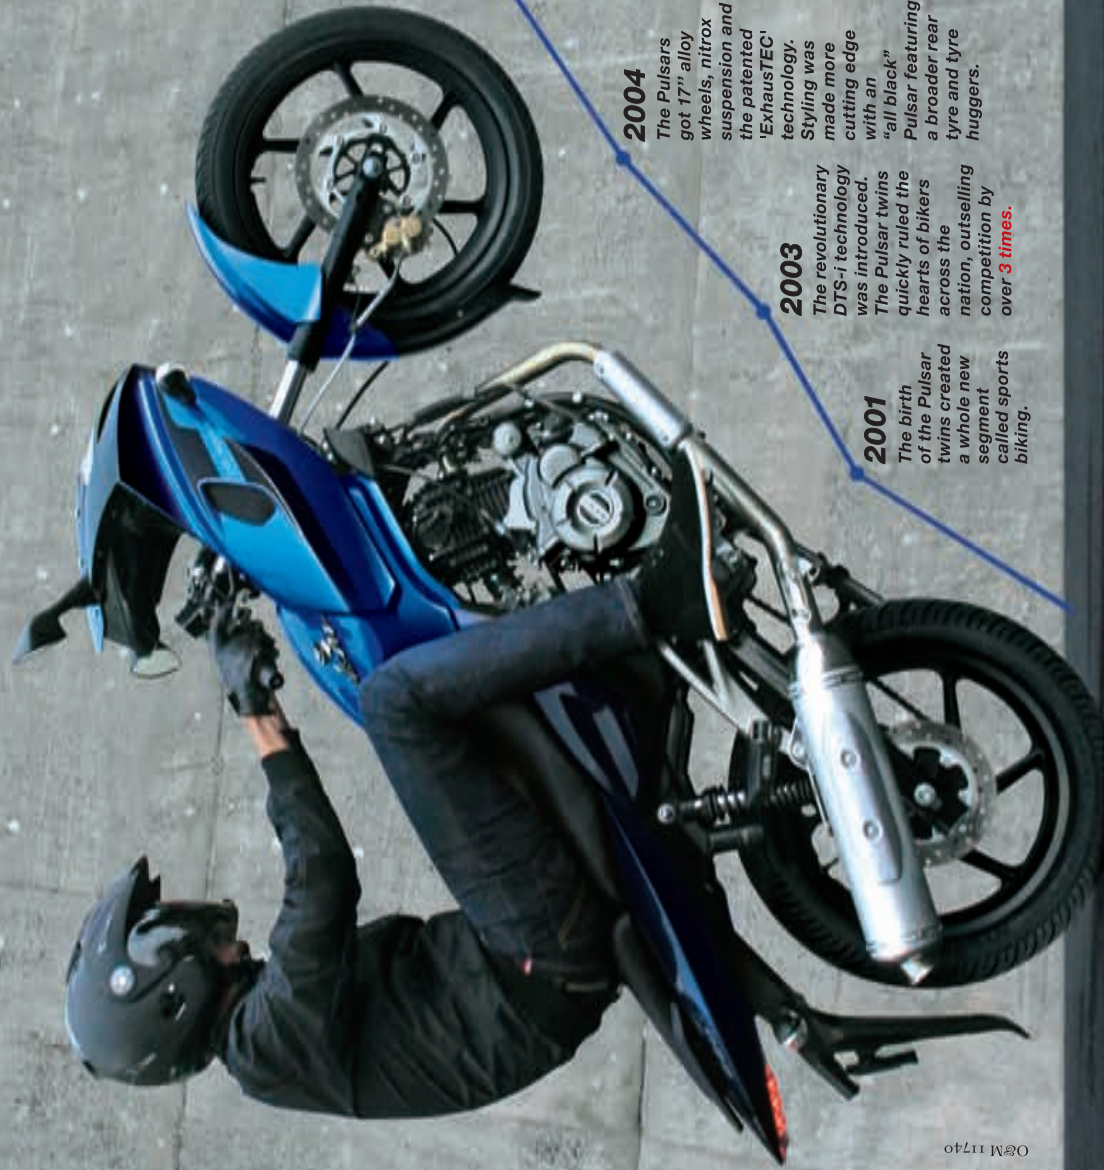 2001
The birth
of the Pulsar
twins created
a whole new
segment
called sports
biking.
2003
The revolutionary
DTS-i technology
was introduced.
The Pulsar twins
quickly ruled the
hearts of bikers
across the
nation, outselling
competition by
over 3 times.
2004
The Pulsars
got 17” alloy
wheels, nitrox
suspension and
the patented
'ExhausTEC'
technology.
Styling was
made more
cutting edge
with an
“all black”
Pulsar featuring
a broader rear
tyre and tyre
huggers.
O&M 11740